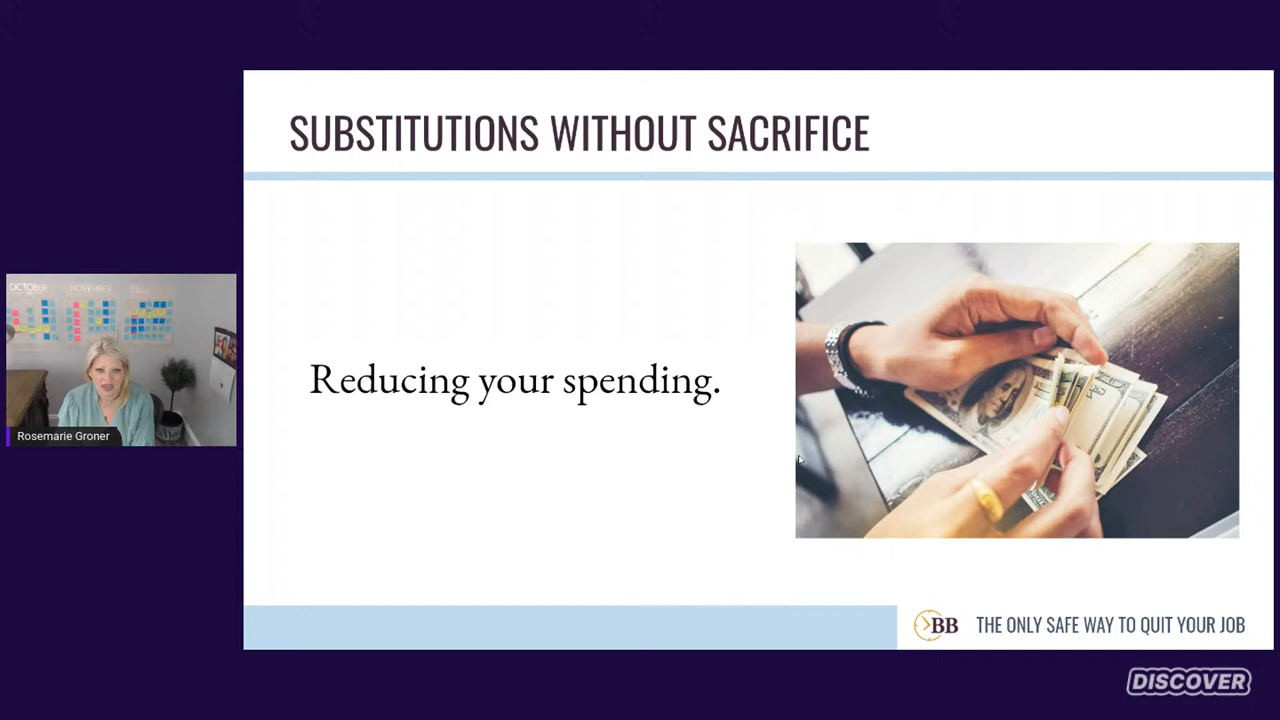 SUBSTITUTIONS WITHOUT SACRIFICE
OCTOBER
NOVEMBER
Rosemarie Groner
Reducing your spending.
BB
THE ONLY SAFE WAY TO QUIT YOUR JOB
DISCOVER